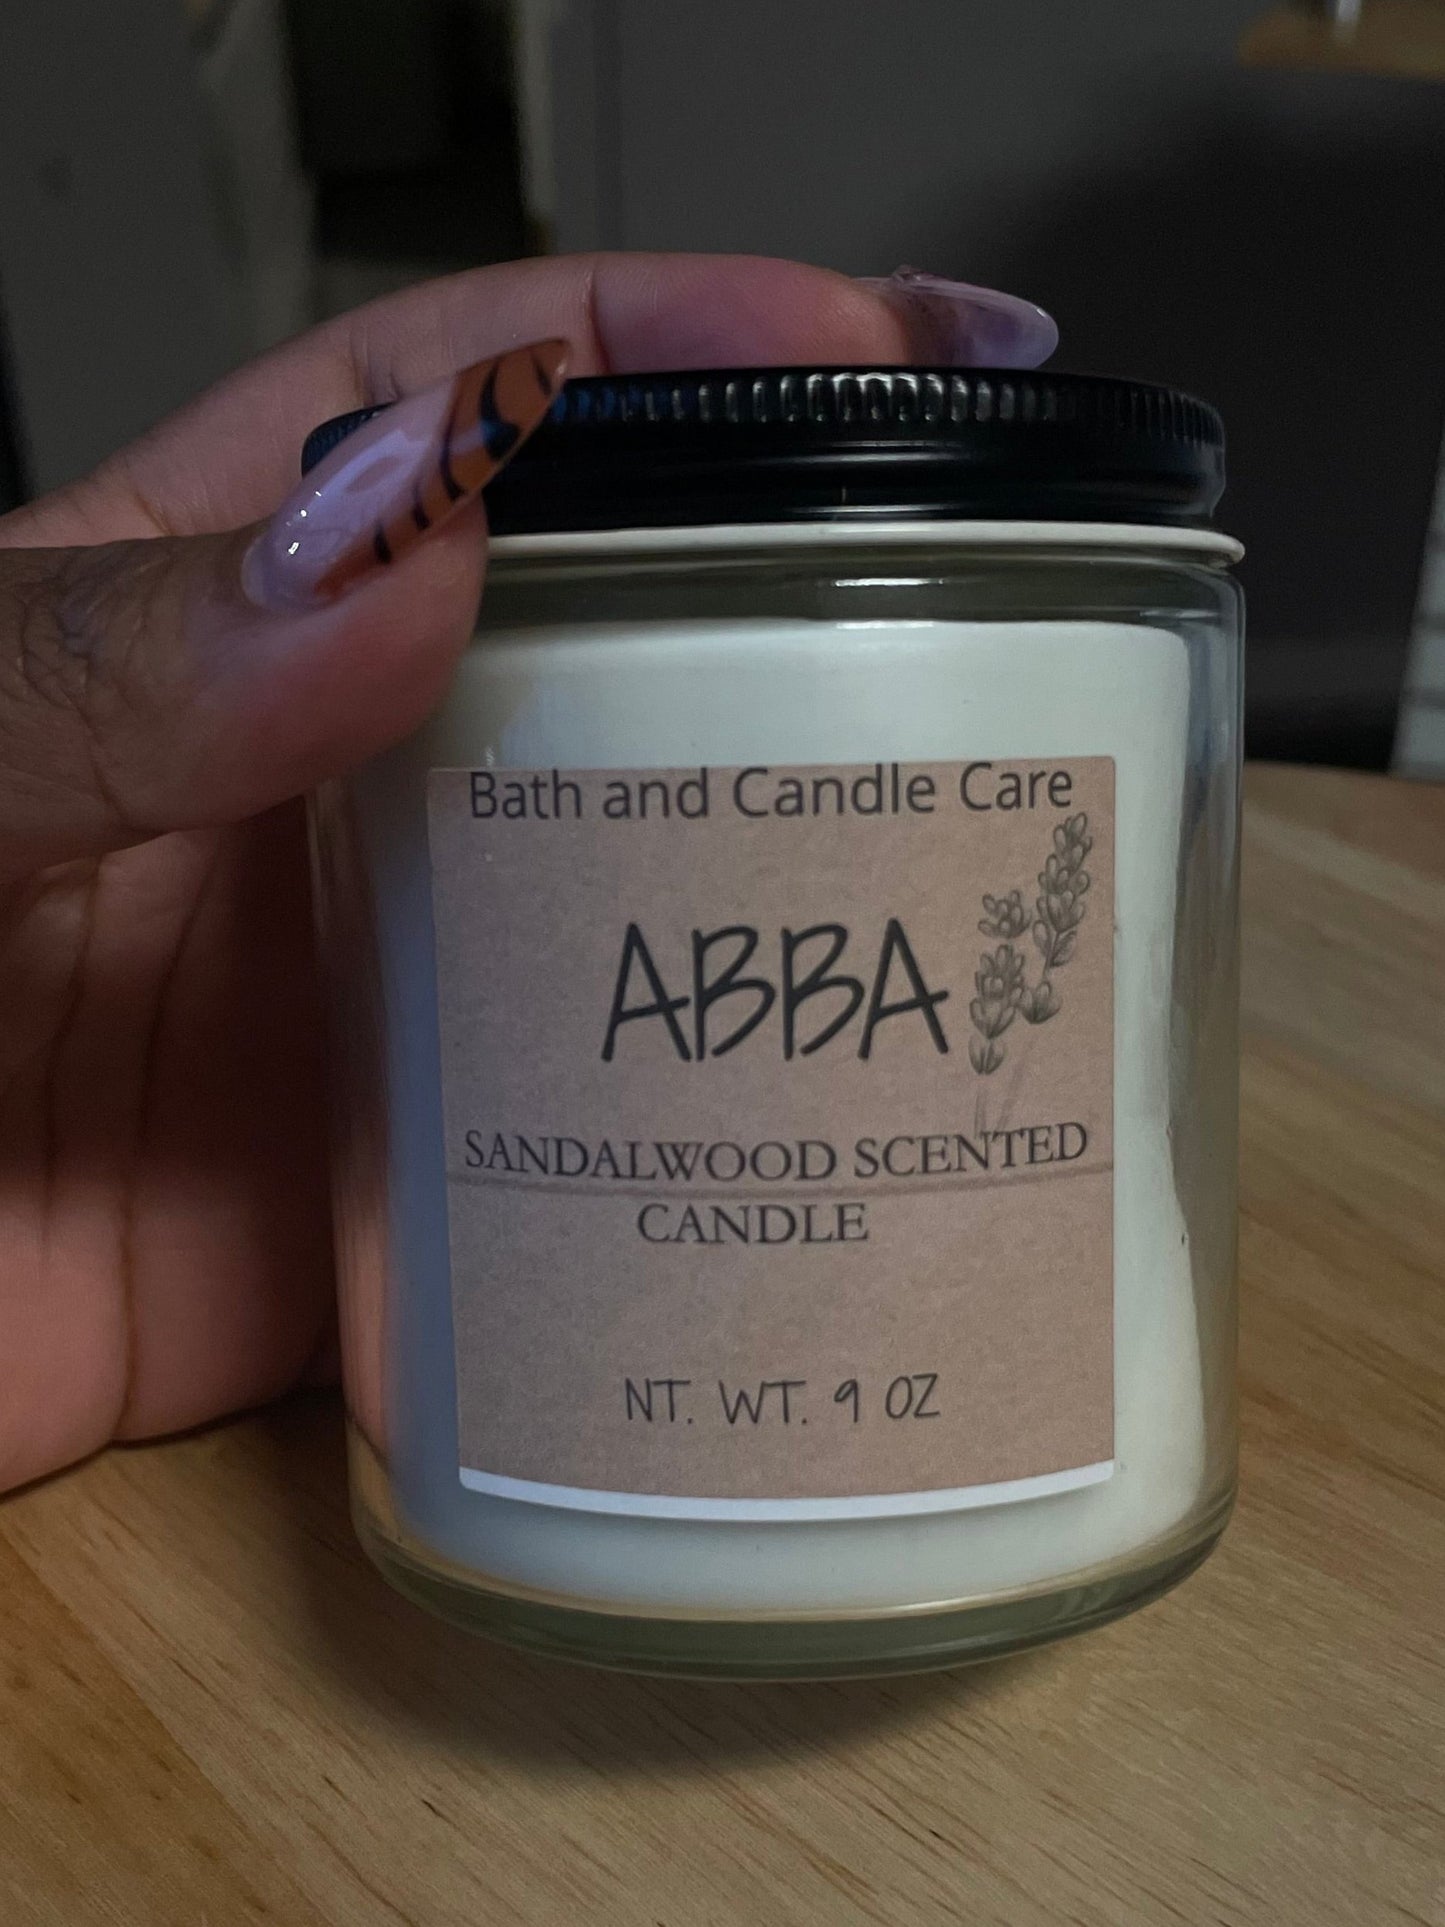 Bath and Candle Care
ABBA
SANDALWOOD SCENTED
CANDLE
NT. WT. 9 OZ